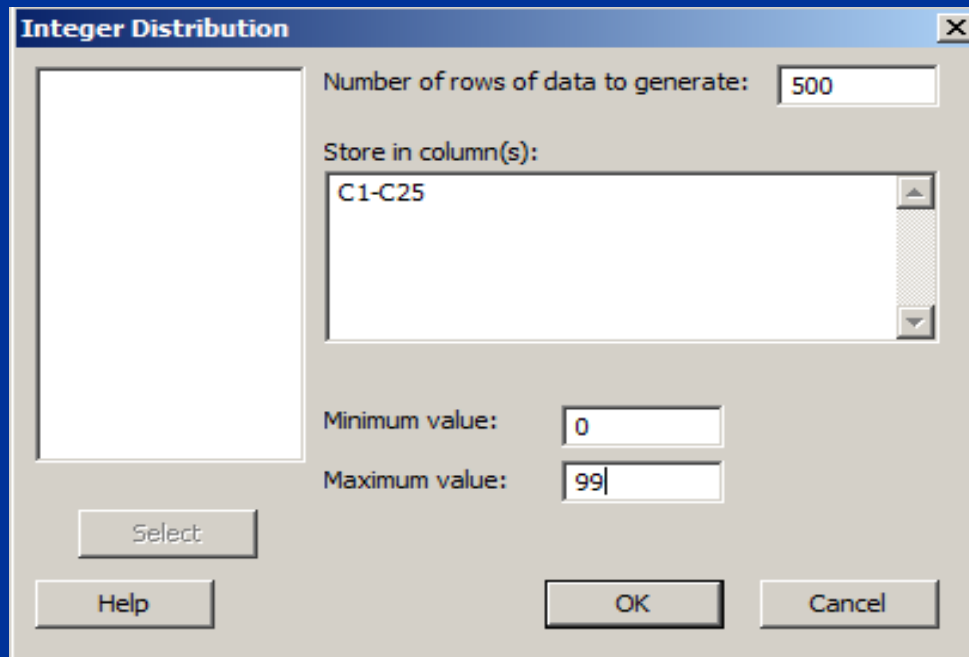 Integer Distribution
Number of rows of data to generate: 500
Store in column(s):
C1-C25
Minimum value: 0
Maximum value: 99
Select
Help OK Cancel